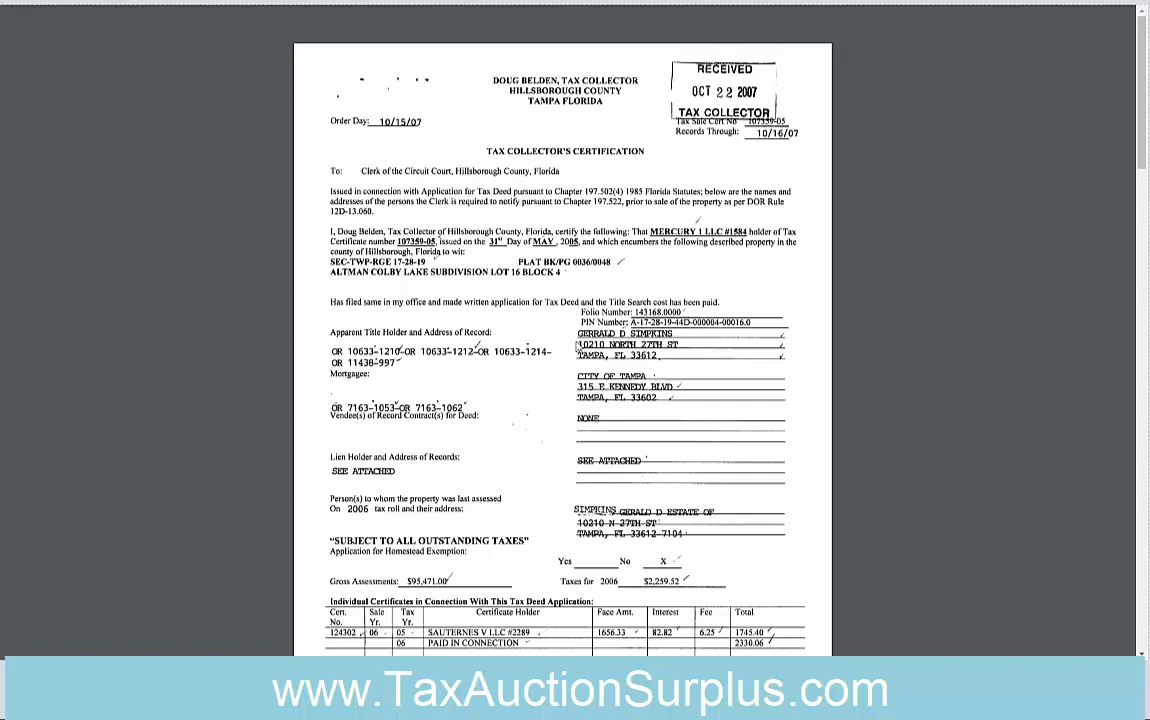 DOUG BELDEN, TAX COLLECTOR
HILLSBOROUGH COUNTY
TAMPA FLORIDA
RECEIVED
OCT 22 2007
TAX COLLECTOR
Order Day: 10/15/07
Tax Sale Cert No 107359-05
Records Through: 10/16/07
TAX COLLECTOR'S CERTIFICATION
To: Clerk of the Circuit Court, Hillsborough County, Florida
Issued in connection with Application for Tax Deed pursuant to Chapter 197.502(4) 1985 Florida Statutes; below are the names and
addresses of the persons the Clerk is required to notify pursuant to Chapter 197.522, prior to sale of the property as per DOR Rule
12D-13.060.
I, Doug Belden, Tax Collector of Hillsborough County, Florida, certify the following: That MERCURY 1 LLC #1584 holder of Tax
Certificate number 107359-05, issued on the 31st Day of MAY, 2005, and which encumbers the following described property in the
county of Hillsborough, Florida to wit:
SEC-TWP-RGE 17-28-19 PLAT BK/PG 0036/0048
ALTMAN COLBY LAKE SUBDIVISION LOT 16 BLOCK 4
Has filed same in my office and made written application for Tax Deed and the Title Search cost has been paid.
Folio Number: 143168.0000
PIN Number: A-17-28-19-44D-000004-00016.0
Apparent Title Holder and Address of Record: GERRALD D SIMPKINS
10210 NORTH 27TH ST
OR 10633-1210-OR 10633-1212-OR 10633-1214- TAMPA, FL 33612
OR 11438-997
Mortgagee: CITY OF TAMPA
315 E KENNEDY BLVD
TAMPA, FL 33602
OR 7163-1053-OR 7163-1062
Vendee(s) of Record Contract(s) for Deed: NONE
Lien Holder and Address of Records: SEE ATTACHED
SEE ATTACHED
Person(s) to whom the property was last assessed
On 2006 tax roll and their address: SIMPKINS GERALD D ESTATE OF
10210 N 27TH ST
TAMPA, FL 33612-7104
"SUBJECT TO ALL OUTSTANDING TAXES"
Application for Homestead Exemption:
Yes No X
Gross Assessments: $95,471.00 Taxes for 2006 $2,259.52
Individual Certificates in Connection With This Tax Deed Application:
Cert. No. Sale Yr. Tax Yr. Certificate Holder Face Amt. Interest Fee Total
124302 06 05 SAUTERNES V LLC #2289 1656.33 82.82 6.25 1745.40
06 PAID IN CONNECTION 2330.06
www.TaxAuctionSurplus.com